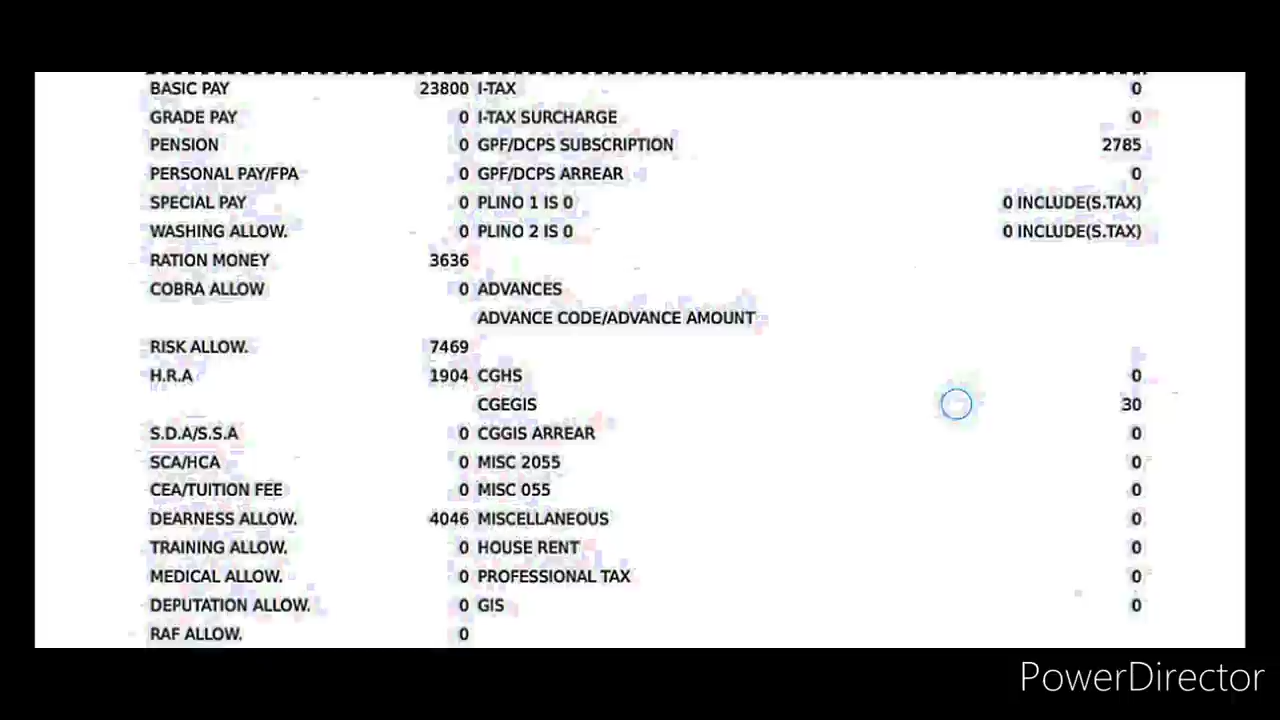 BASIC PAY 23800 I-TAX 0
GRADE PAY 0 I-TAX SURCHARGE 0
PENSION 0 GPF/DCPS SUBSCRIPTION 2785
PERSONAL PAY/FPA 0 GPF/DCPS ARREAR 0
SPECIAL PAY 0 PLINO 1 IS 0 0 INCLUDE(S.TAX)
WASHING ALLOW. 0 PLINO 2 IS 0 0 INCLUDE(S.TAX)
RATION MONEY 3636
COBRA ALLOW 0 ADVANCES
ADVANCE CODE/ADVANCE AMOUNT
RISK ALLOW. 7469
H.R.A 1904 CGHS 0
CGEGIS 30
S.D.A/S.S.A 0 CGGIS ARREAR 0
SCA/HCA 0 MISC 2055 0
CEA/TUITION FEE 0 MISC 055 0
DEARNESS ALLOW. 4046 MISCELLANEOUS 0
TRAINING ALLOW. 0 HOUSE RENT 0
MEDICAL ALLOW. 0 PROFESSIONAL TAX 0
DEPUTATION ALLOW. 0 GIS 0
RAF ALLOW. 0
PowerDirector